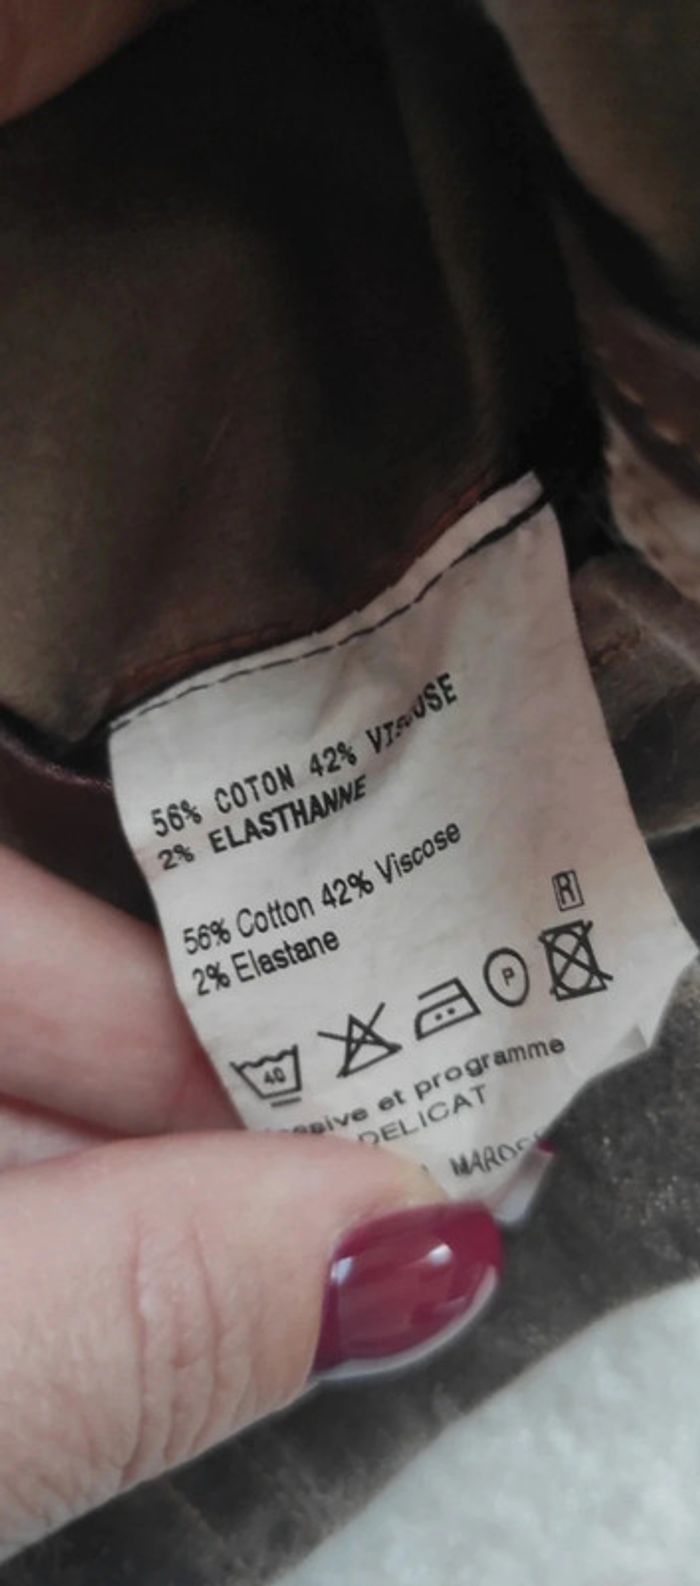 56% COTON 42% VISCOSE
2% ELASTHANNE
56% Cotton 42% Viscose
2% Elastane
R
40
P
et programme
DELICAT